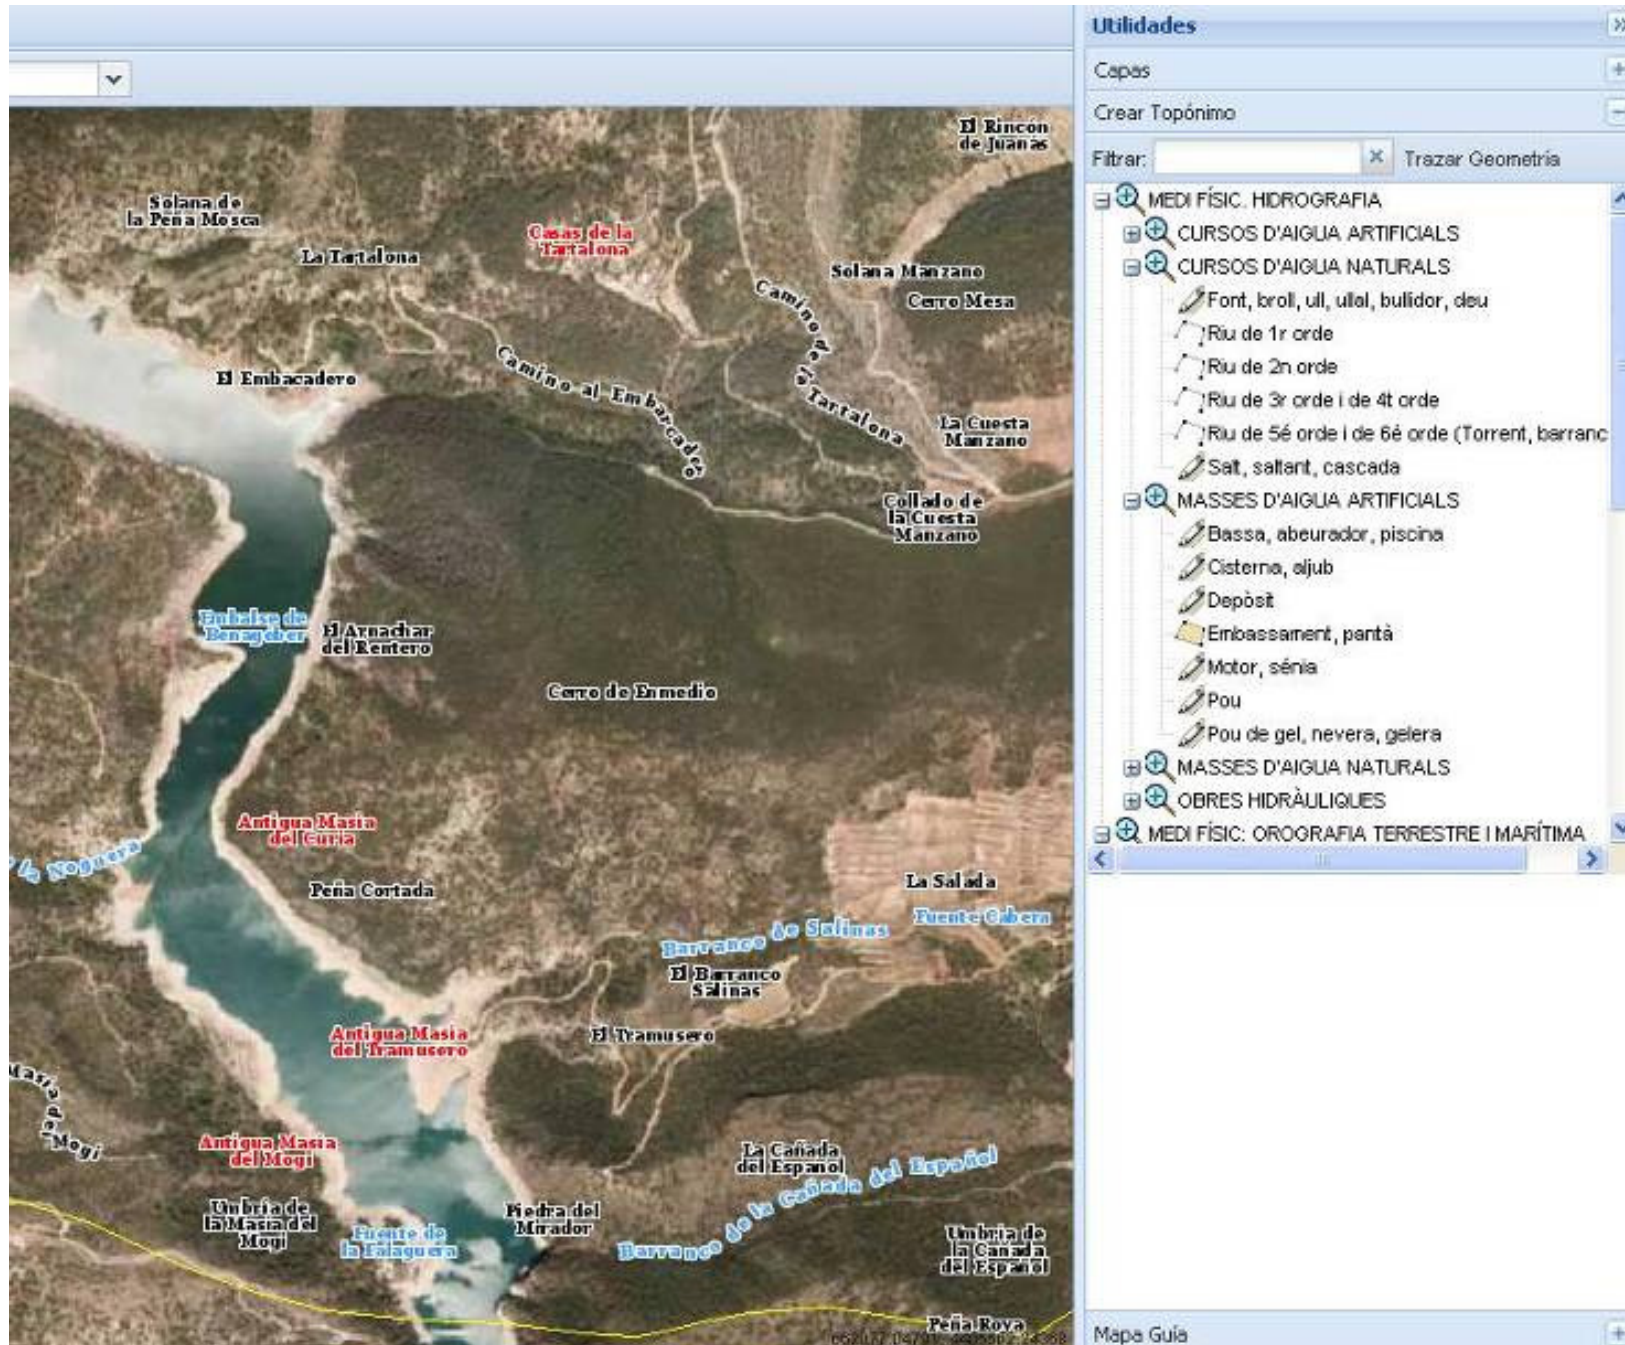 El Rincón
de Juanas
Solana de
la Peña Mosca
Casas de la
Tartalona
La Tartalona
Solana Manzano
Cerro Mesa
Camino de la Tartalona
El Embacadero
Camino al Embarcadero
La Cuesta
Manzano
Collado de
la Cuesta
Manzano
Embalse de
Benageber
El Arnachar
del Rentero
Cerro de Enmedio
Antigua Masia
del Curia
la Noguera
Peña Cortada
La Salada
Fuente Cabera
Barranco de Salinas
El Barranco
Salinas
Antigua Masia
del Tramusero
El Tramusero
Masia del Mogi
Antigua Masia
del Mogi
La Cañada
del Español
Barranco de la Cañada del Español
Umbria de
la Masia del
Mogi
Fuente de
la Falaguera
Piedra del
Mirador
Umbria de
la Cañada
del Español
Peña Roya
Utilidades
Capas
Crear Topónimo
Filtrar:
Trazar Geometria
MEDI FÍSIC. HIDROGRAFIA
CURSOS D'AIGUA ARTIFICIALS
CURSOS D'AIGUA NATURALS
Font, broll, ull, ullal, bullidor, deu
Riu de 1r orde
Riu de 2n orde
Riu de 3r orde i de 4t orde
Riu de 5é orde i de 6é orde (Torrent, barranc
Salt, saltant, cascada
MASSES D'AIGUA ARTIFICIALS
Bassa, abeurador, piscina
Cisterna, aljub
Depòsit
Embassament, pantà
Motor, sénia
Pou
Pou de gel, nevera, gelera
MASSES D'AIGUA NATURALS
OBRES HIDRÀULIQUES
MEDI FÍSIC: OROGRAFIA TERRESTRE I MARÍTIMA
Mapa Guía